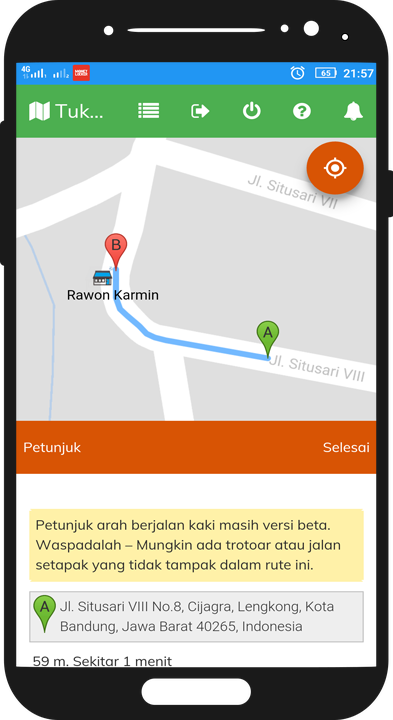 4G
65
21:57
Tuk...
Jl. Situsari VII
B
Rawon Karmin
A
Jl. Situsari VIII
Petunjuk
Selesai
Petunjuk arah berjalan kaki masih versi beta.
Waspadalah – Mungkin ada trotoar atau jalan
setapak yang tidak tampak dalam rute ini.
A
Jl. Situsari VIII No.8, Cijagra, Lengkong, Kota
Bandung, Jawa Barat 40265, Indonesia
59 m. Sekitar 1 menit